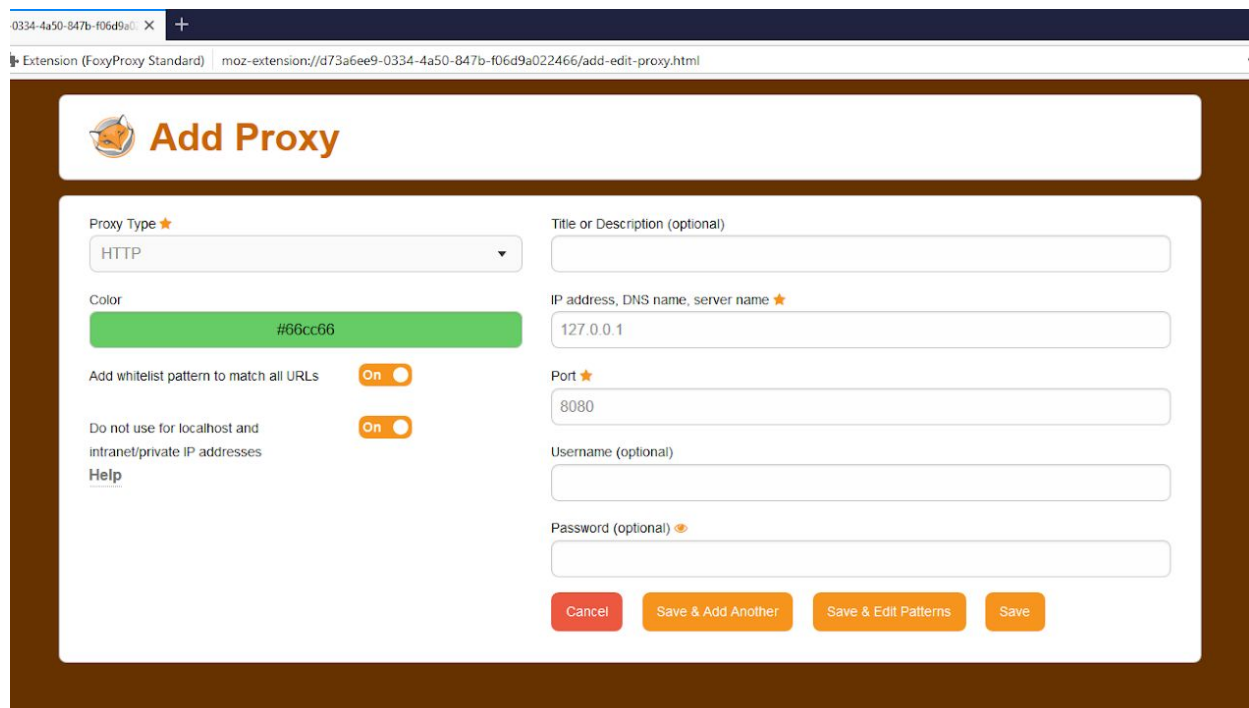 -0334-4a50-847b-f06d9a0
Extension (FoxyProxy Standard) moz-extension://d73a6ee9-0334-4a50-847b-f06d9a022466/add-edit-proxy.html
Add Proxy
Proxy Type
HTTP
Color
#66cc66
Add whitelist pattern to match all URLs On
Do not use for localhost and On
intranet/private IP addresses
Help
Title or Description (optional)
IP address, DNS name, server name
127.0.0.1
Port
8080
Username (optional)
Password (optional)
Cancel Save & Add Another Save & Edit Patterns Save